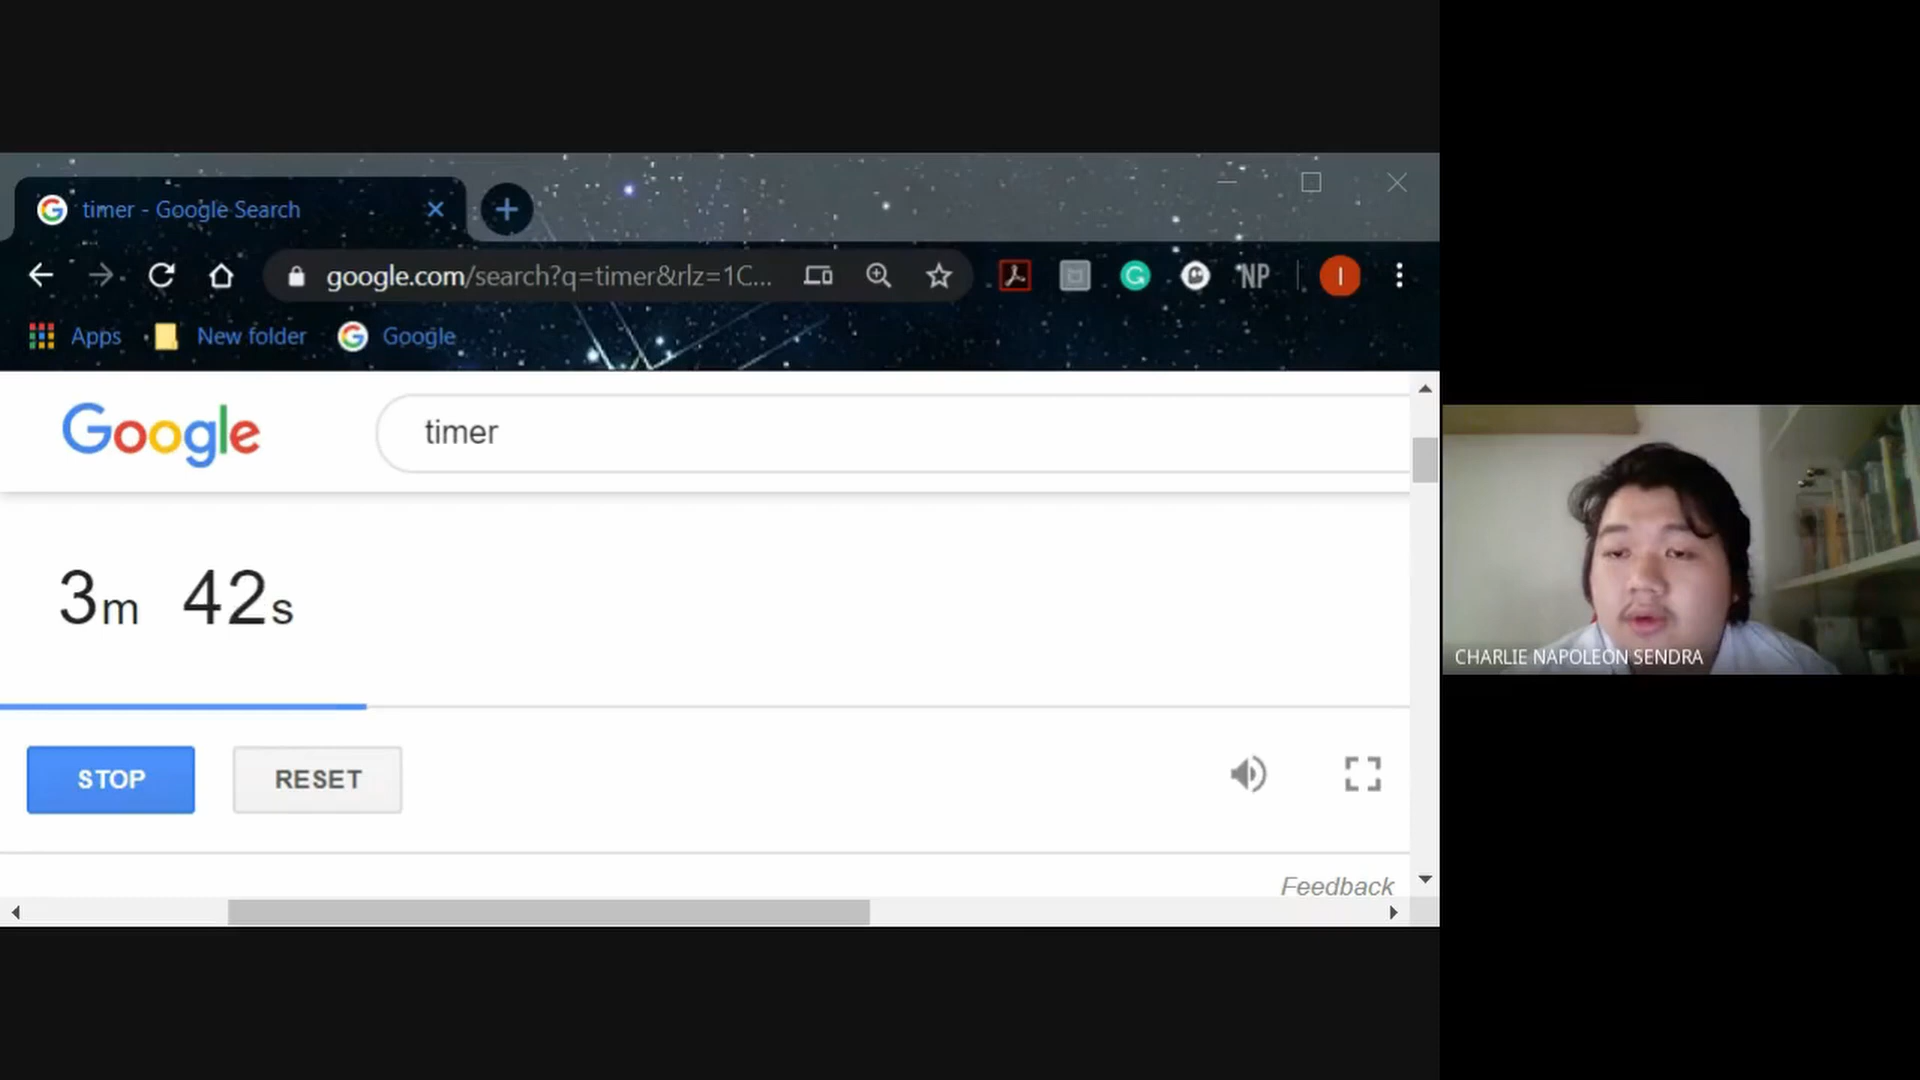 timer - Google Search
google.com/search?q=timer&rlz=1C...
NP
I
Apps
New folder
Google
Google
timer
3m 42s
STOP
RESET
Feedback
CHARLIE NAPOLEON SENDRA